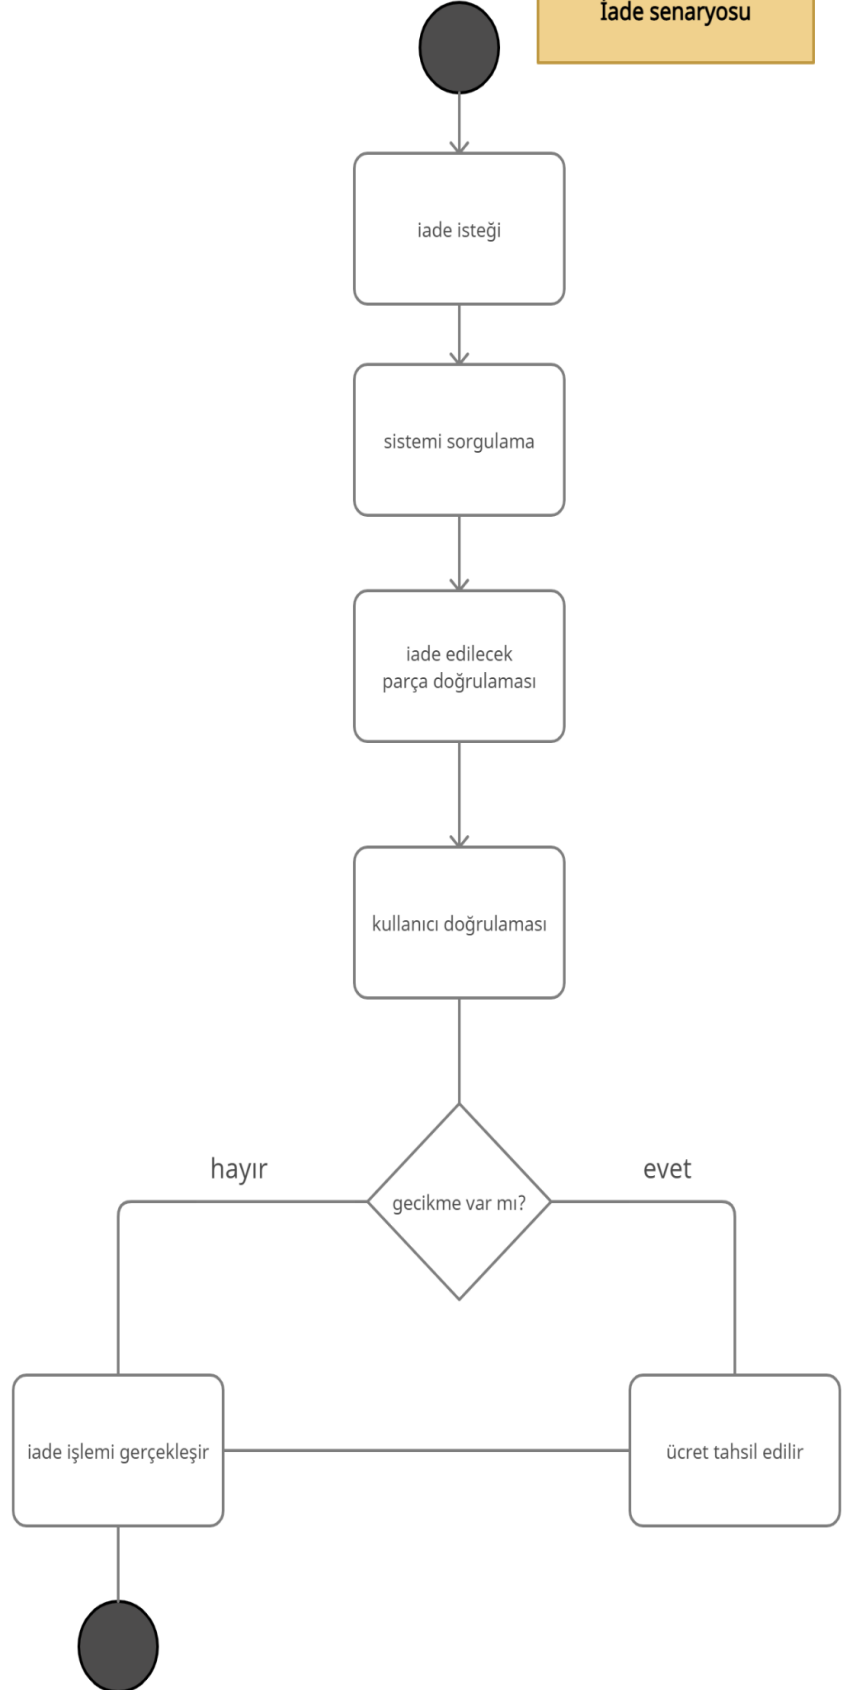 İade senaryosu
iade isteği
sistemi sorgulama
iade edilecek
parça doğrulaması
kullanıcı doğrulaması
hayır
evet
gecikme var mı?
iade işlemi gerçekleşir
ücret tahsil edilir